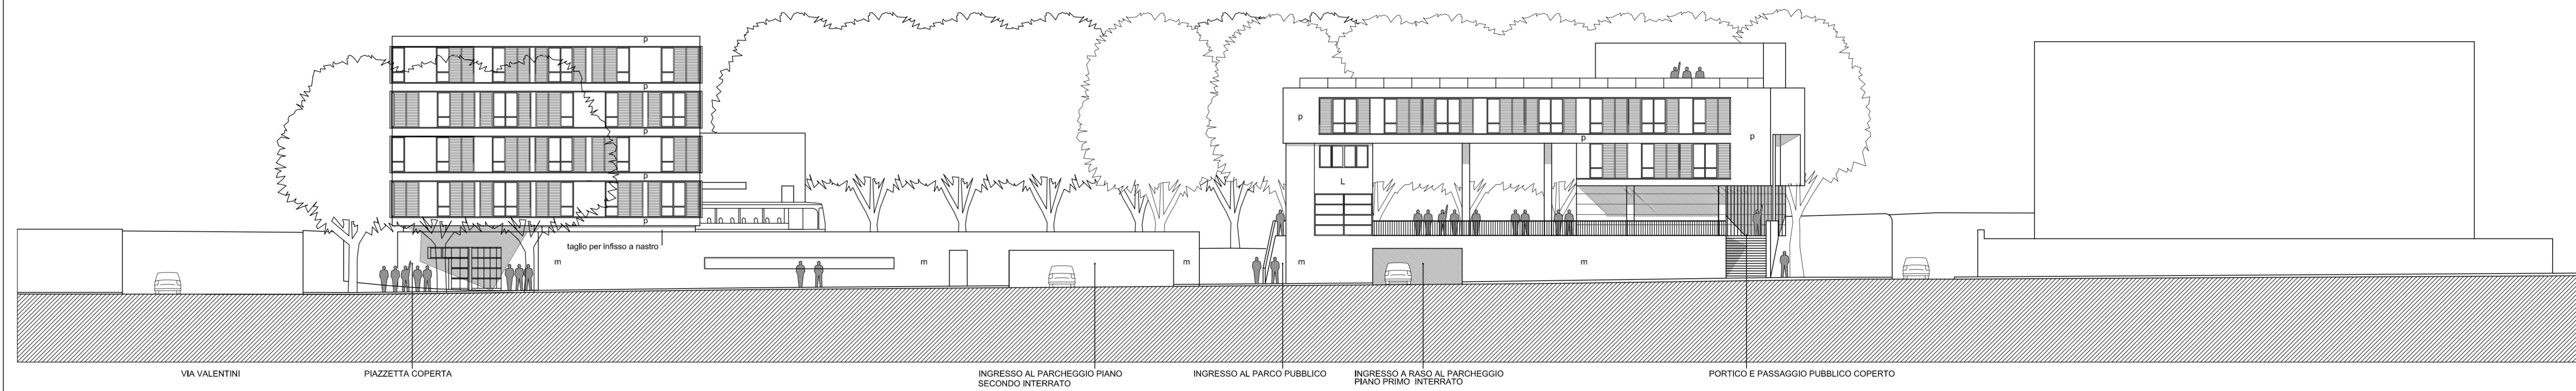 p
p
p
p
p
p
p
p
L
taglio per infisso a nastro
m
m
m
m
m
VIA VALENTINI
PIAZZETTA COPERTA
INGRESSO AL PARCHEGGIO PIANO
SECONDO INTERRATO
INGRESSO AL PARCO PUBBLICO
INGRESSO A RASO AL PARCHEGGIO
PIANO PRIMO INTERRATO
PORTICO E PASSAGGIO PUBBLICO COPERTO